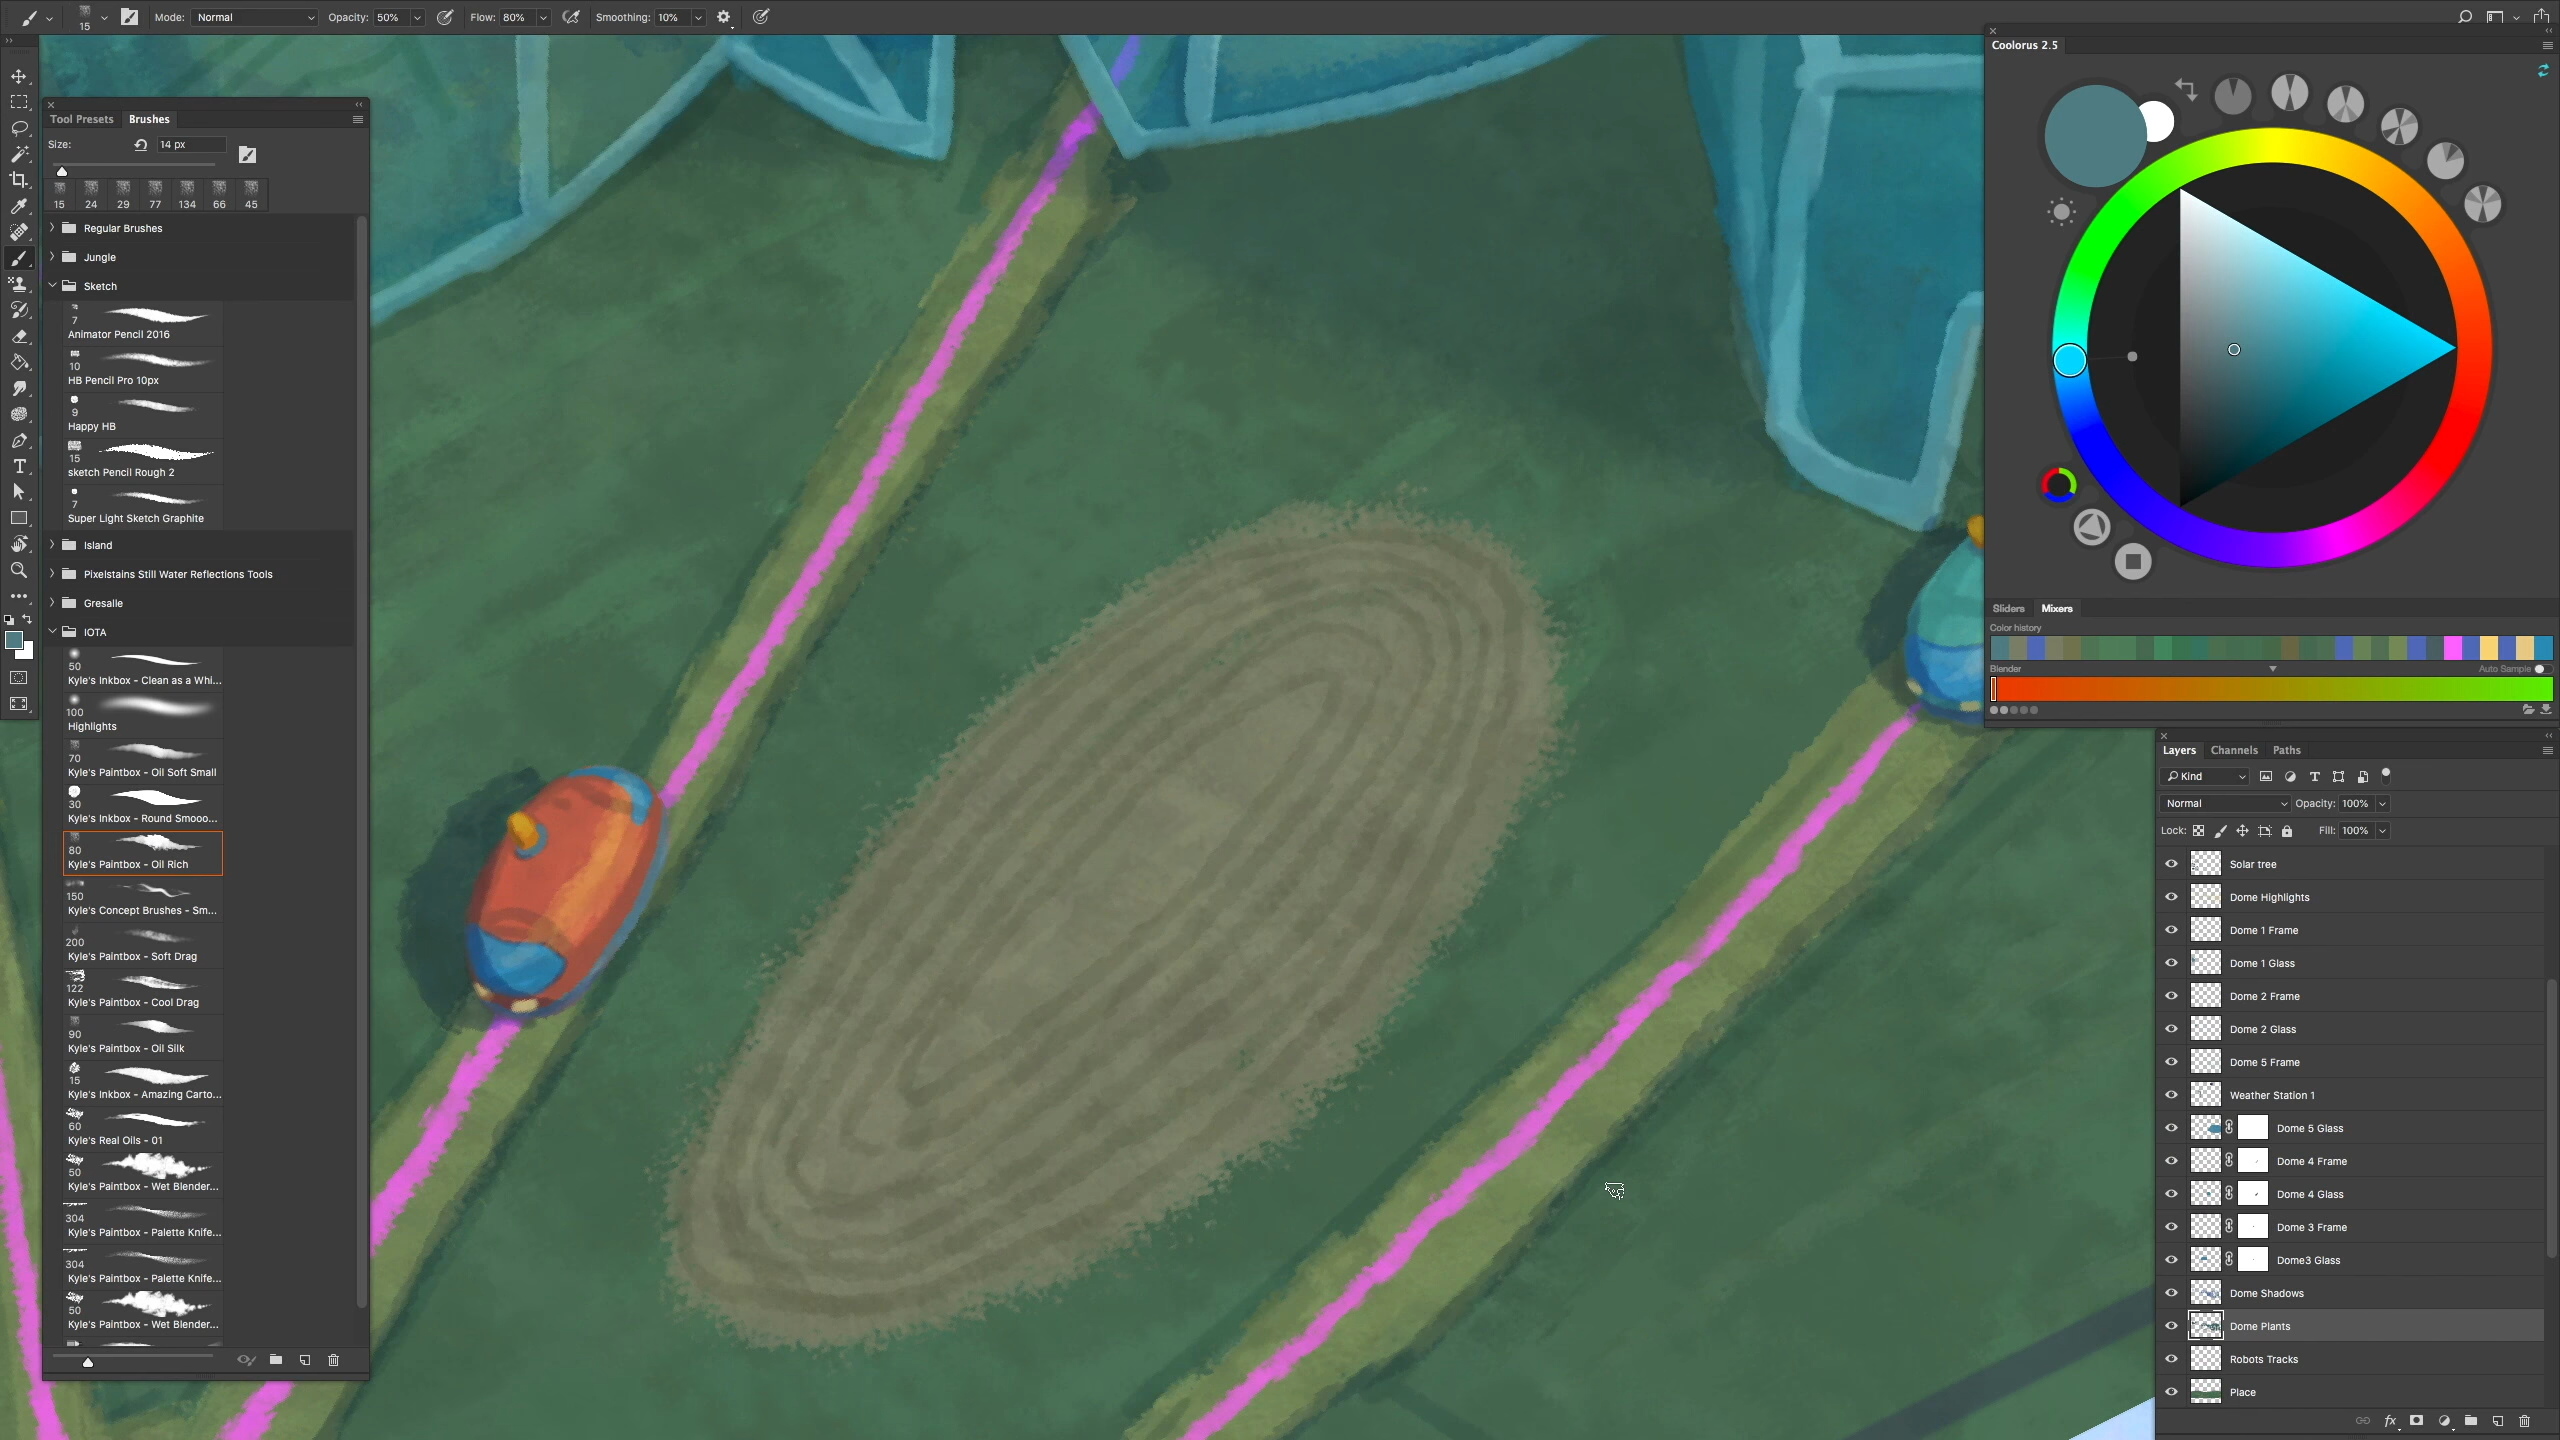 15
Mode: Normal
Opacity: 50%
Flow: 80%
Smoothing: 10%
Tool Presets
Brushes
Size:
14 px
15 24 29 77 134 66 45
Regular Brushes
Jungle
Sketch
7
Animator Pencil 2016
10
HB Pencil Pro 10px
9
Happy HB
15
sketch Pencil Rough 2
7
Super Light Sketch Graphite
Island
Pixelstains Still Water Reflections Tools
Gresalle
IOTA
50
Kyle's Inkbox - Clean as a Whi...
100
Highlights
70
Kyle's Paintbox - Oil Soft Small
30
Kyle's Inkbox - Round Smooo...
80
Kyle's Paintbox - Oil Rich
150
Kyle's Concept Brushes - Sm...
200
Kyle's Paintbox - Soft Drag
122
Kyle's Paintbox - Cool Drag
90
Kyle's Paintbox - Oil Silk
15
Kyle's Inkbox - Amazing Carto...
60
Kyle's Real Oils - 01
50
Kyle's Paintbox - Wet Blender...
304
Kyle's Paintbox - Palette Knife...
304
Kyle's Paintbox - Palette Knife...
50
Kyle's Paintbox - Wet Blender...
Coolorus 2.5
Sliders
Mixers
Color history
Blender
Auto Sample
Layers
Channels
Paths
Kind
Normal
Opacity: 100%
Lock:
Fill: 100%
Solar tree
Dome Highlights
Dome 1 Frame
Dome 1 Glass
Dome 2 Frame
Dome 2 Glass
Dome 5 Frame
Weather Station 1
Dome 5 Glass
Dome 4 Frame
Dome 4 Glass
Dome 3 Frame
Dome3 Glass
Dome Shadows
Dome Plants
Robots Tracks
Place
fx